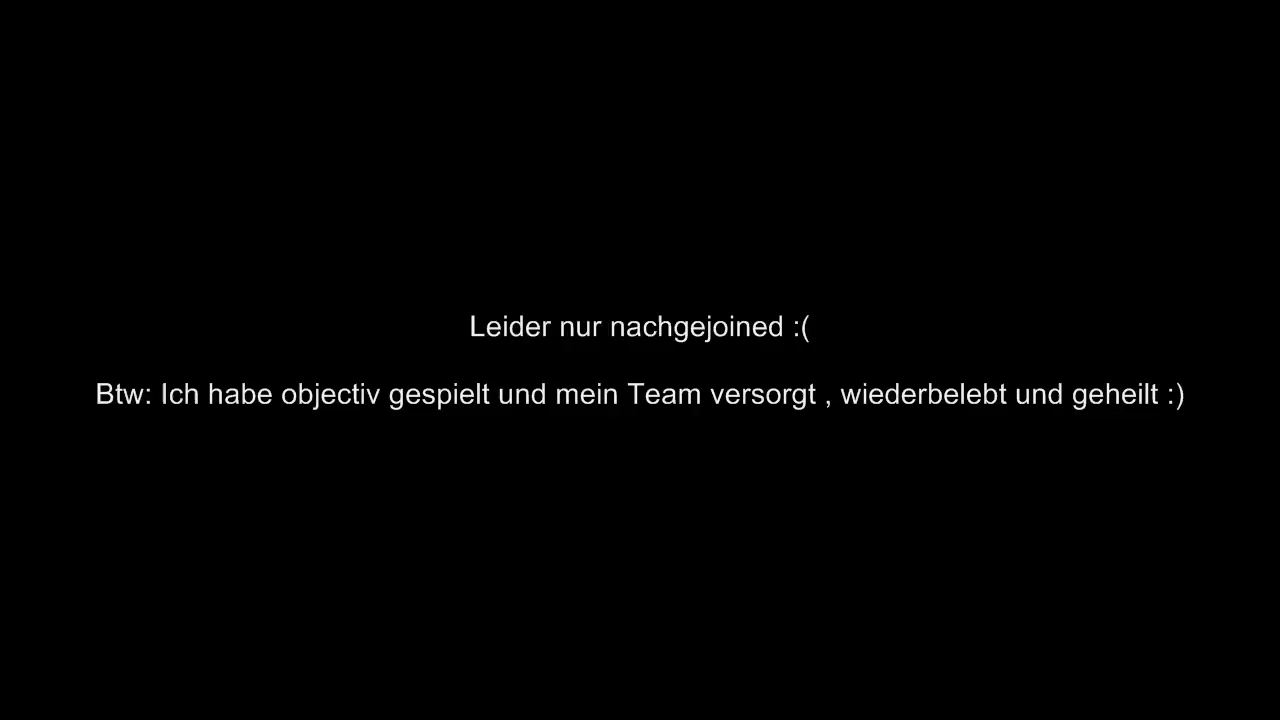 Leider nur nachgejoined :(
Btw: Ich habe objectiv gespielt und mein Team versorgt , wiederbelebt und geheilt :)